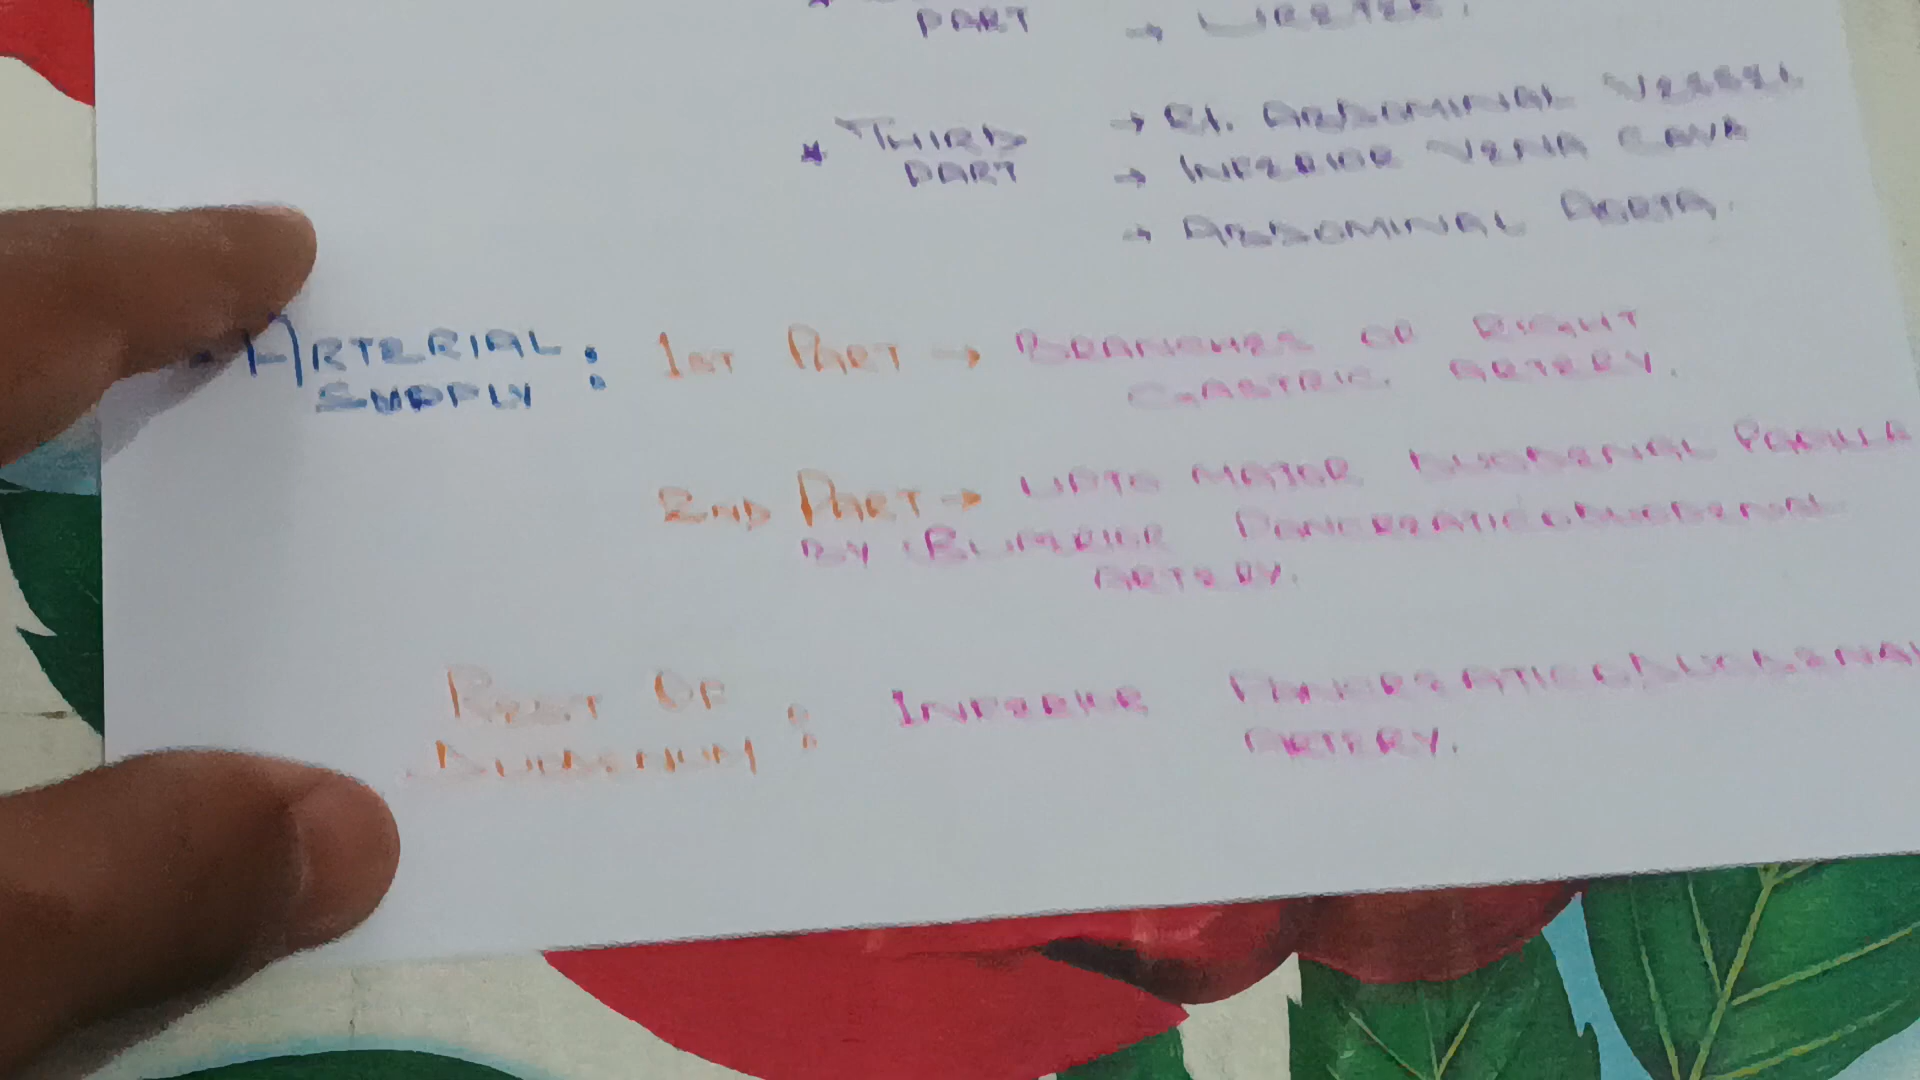 PART → URETER.
* THIRD PART → Rt. ABDOMINAL VESSEL
→ INFERIOR VENA CAVA
→ ABDOMINAL AORTA.
ARTERIAL SUPPLY : 1ST PART → BRANCHES OF RIGHT
GASTRIC ARTERY.
2ND PART → UPTO MAJOR DUODENAL PAPILLA
BY PANCREATICODUODENAL
ARTERY.
REST OF DUODENUM : INFERIOR PANCREATICODUODENAL
ARTERY.